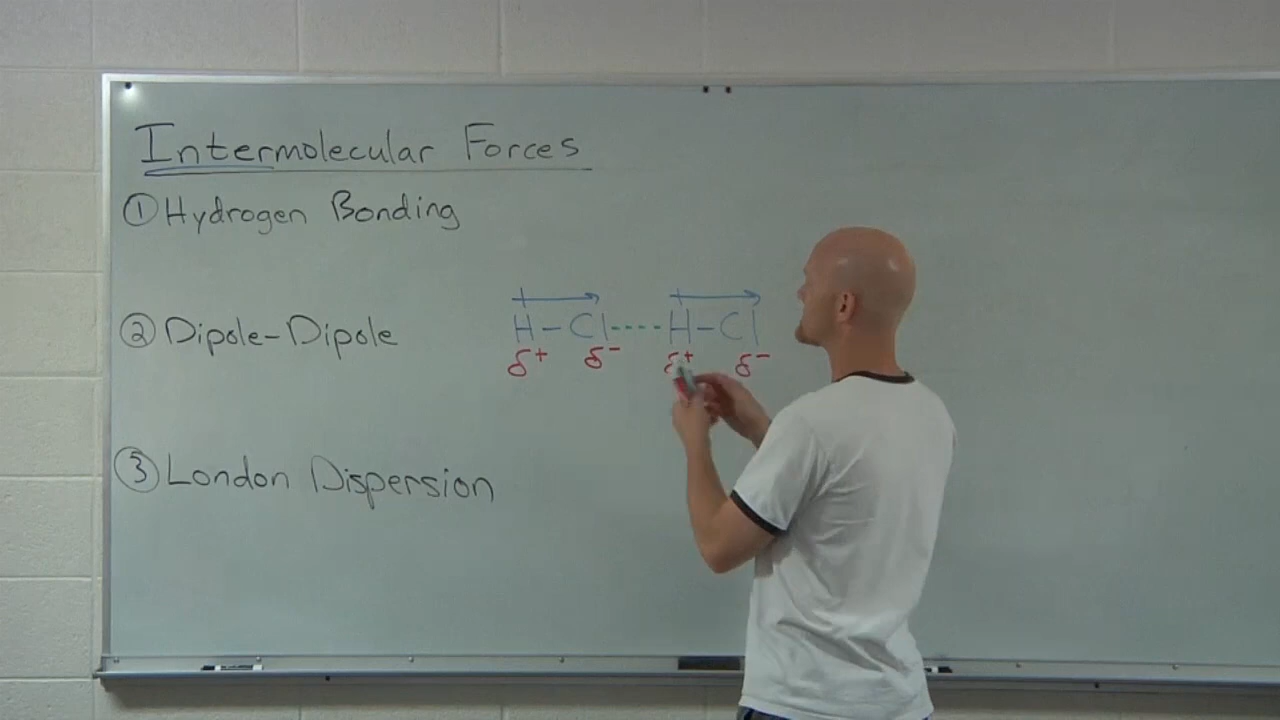 Intermolecular Forces
① Hydrogen Bonding
② Dipole-Dipole
H – Cl ---- H – Cl
δ+ δ- δ+ δ-
③ London Dispersion